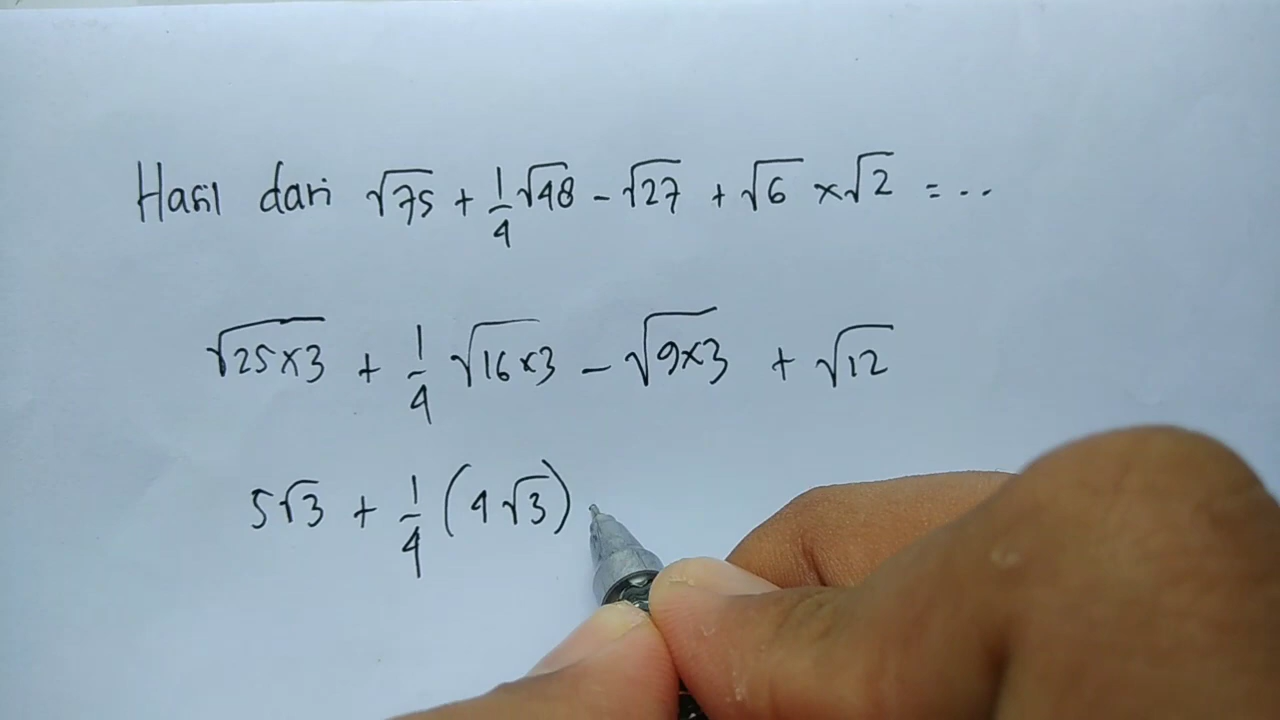 Hasil dari √75 + 1/4 √48 - √27 + √6 × √2 = ...
√25×3 + 1/4 √16×3 - √9×3 + √12
5√3 + 1/4 (4√3)